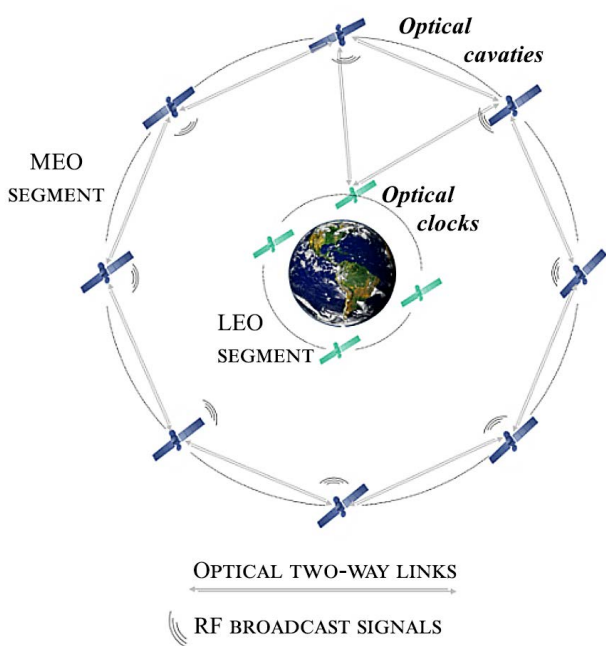 Optical
cavaties
MEO
SEGMENT
Optical
clocks
LEO
SEGMENT
OPTICAL TWO-WAY LINKS
RF BROADCAST SIGNALS